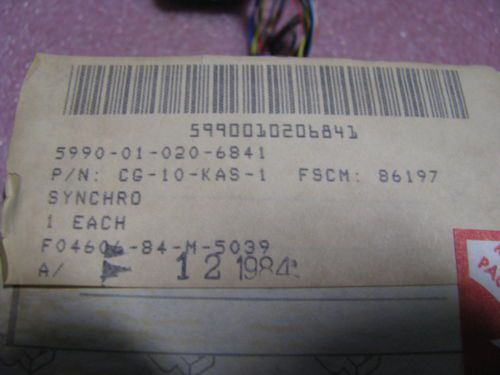 5990010206841
5990-01-020-6841
P/N: CG-10-KAS-1 FSCM: 86197
SYNCHRO
1 EACH
F04606-84-M-5039
A/ 12 1984